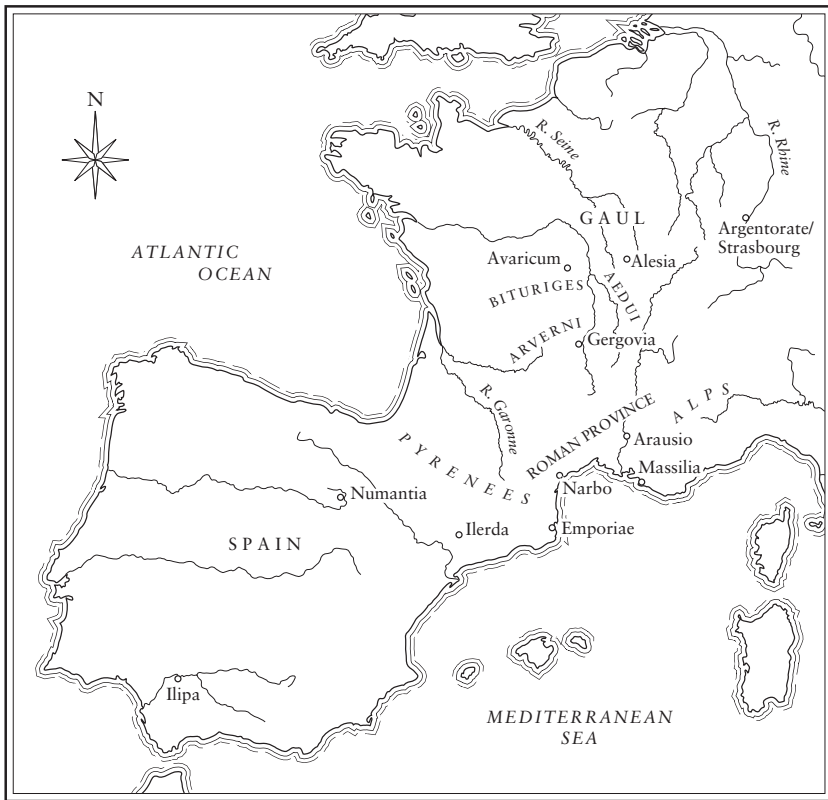 N
R. Seine
R. Rhine
GAUL
Argentorate/
Strasbourg
ATLANTIC
OCEAN
Avaricum
Alesia
BITURIGES
AEDUI
ARVERNI
Gergovia
R. Garonne
ALPS
ROMAN PROVINCE
Arausio
PYRENEES
Massilia
Narbo
Numantia
Ilerda
Emporiae
SPAIN
Ilipa
MEDITERRANEAN
SEA